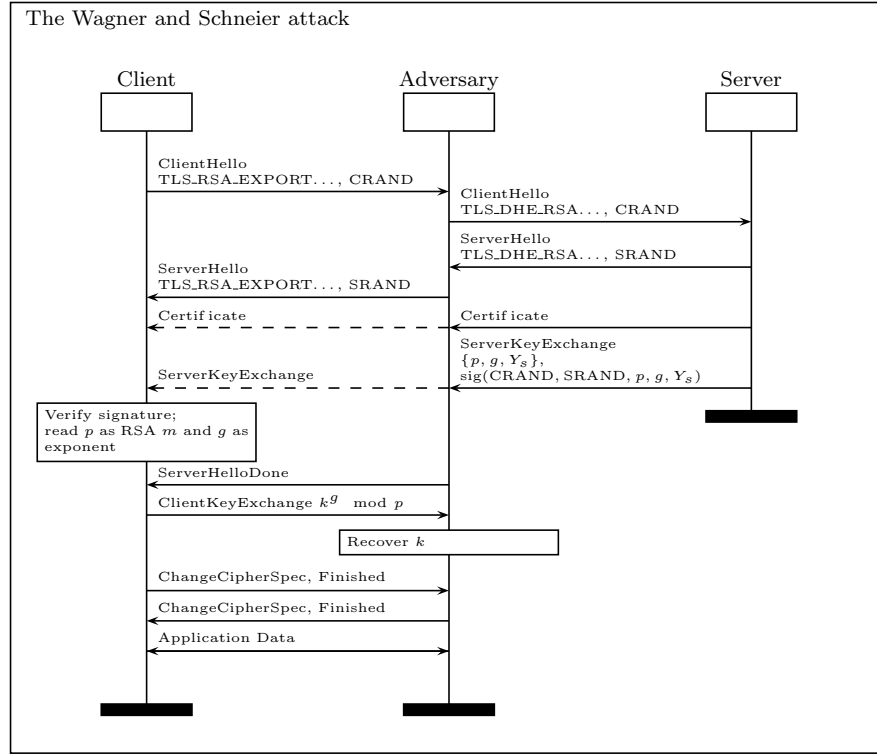 The Wagner and Schneier attack
Client
Adversary
Server
ClientHello
TLS_RSA_EXPORT..., CRAND
ClientHello
TLS_DHE_RSA..., CRAND
ServerHello
TLS_DHE_RSA..., SRAND
ServerHello
TLS_RSA_EXPORT..., SRAND
Certificate
Certificate
ServerKeyExchange
{p, g, Y_s},
sig(CRAND, SRAND, p, g, Y_s)
ServerKeyExchange
Verify signature;
read p as RSA m and g as
exponent
ServerHelloDone
ClientKeyExchange k^g mod p
Recover k
ChangeCipherSpec, Finished
ChangeCipherSpec, Finished
Application Data